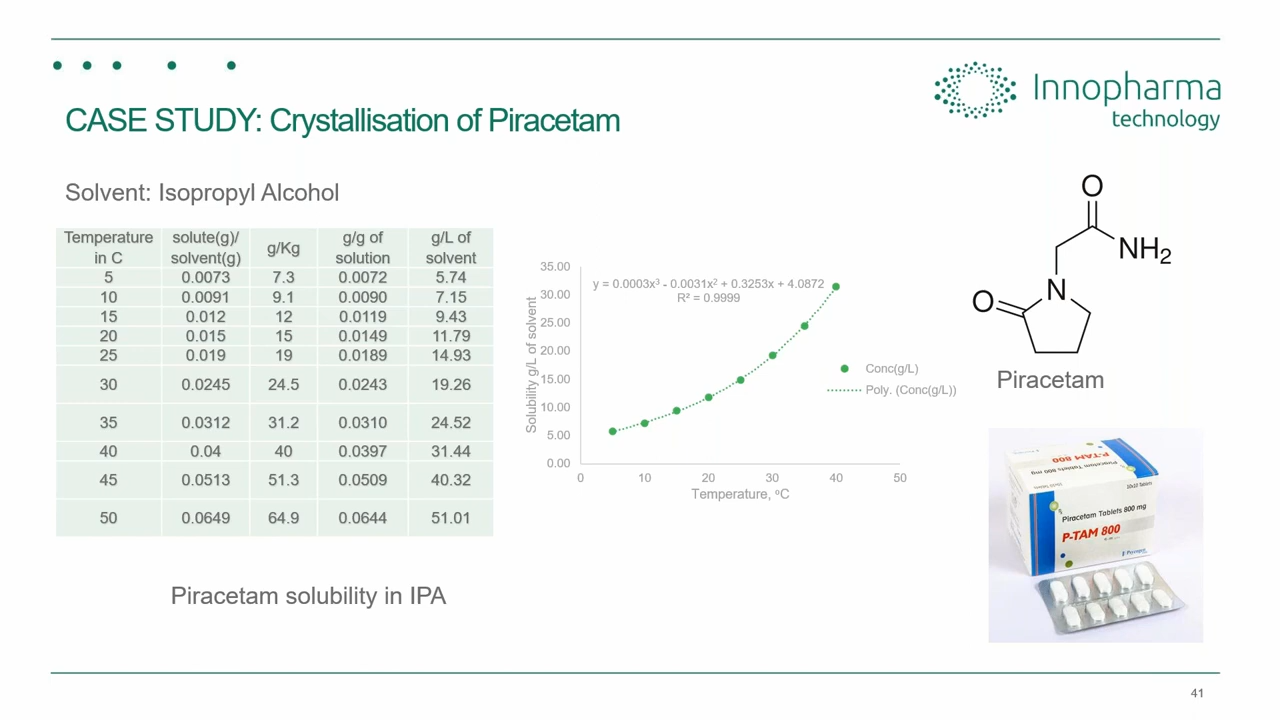 Innopharma
technology
CASE STUDY: Crystallisation of Piracetam
Solvent: Isopropyl Alcohol
Temperature in C solute(g)/ solvent(g) g/Kg g/g of solution g/L of solvent
5 0.0073 7.3 0.0072 5.74
10 0.0091 9.1 0.0090 7.15
15 0.012 12 0.0119 9.43
20 0.015 15 0.0149 11.79
25 0.019 19 0.0189 14.93
30 0.0245 24.5 0.0243 19.26
35 0.0312 31.2 0.0310 24.52
40 0.04 40 0.0397 31.44
45 0.0513 51.3 0.0509 40.32
50 0.0649 64.9 0.0644 51.01
Piracetam solubility in IPA
Solubility g/L of solvent
35.00
30.00
25.00
20.00
15.00
10.00
5.00
0.00
y = 0.0003x³ - 0.0031x² + 0.3253x + 4.0872
R² = 0.9999
0 10 20 30 40 50
Temperature, ºC
Conc(g/L)
Poly. (Conc(g/L))
O
NH₂
N
O
Piracetam
P-TAM 800
Piracetam Tablets 800 mg
10x10 Tablets
Piracetam Tablets 800 mg
P-TAM 800
41